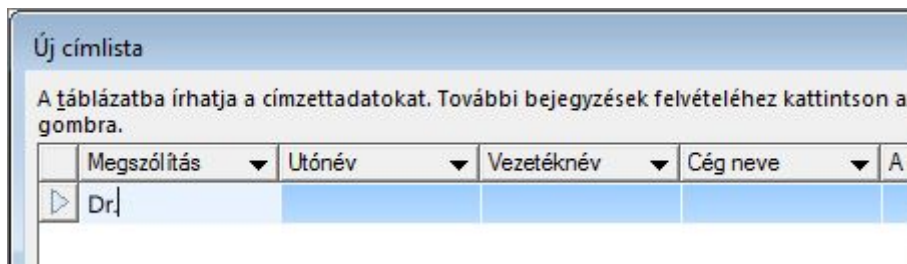 Új címlista
A táblázatba írhatja a címzettadatokat. További bejegyzések felvételéhez kattintson a
gombra.
Megszólítás Utónév Vezetéknév Cég neve A
Dr.